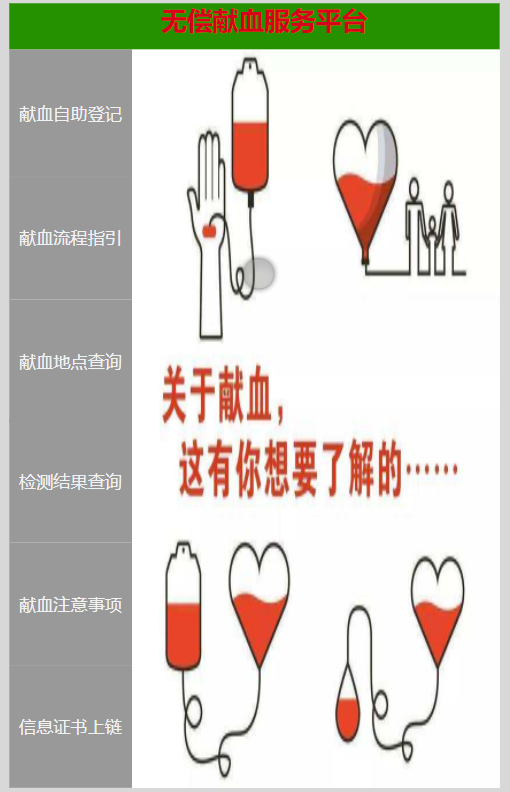 无偿献血服务平台
献血自助登记
献血流程指引
献血地点查询
检测结果查询
献血注意事项
信息证书上链
关于献血，
这有你想要了解的……